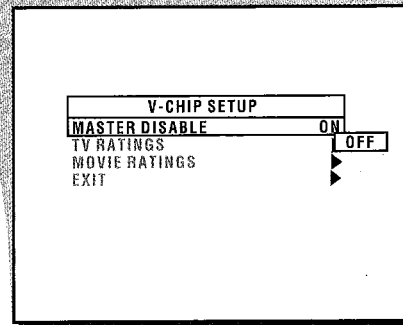 V-CHIP SETUP
MASTER DISABLE ON
OFF
TV RATINGS
MOVIE RATINGS
EXIT